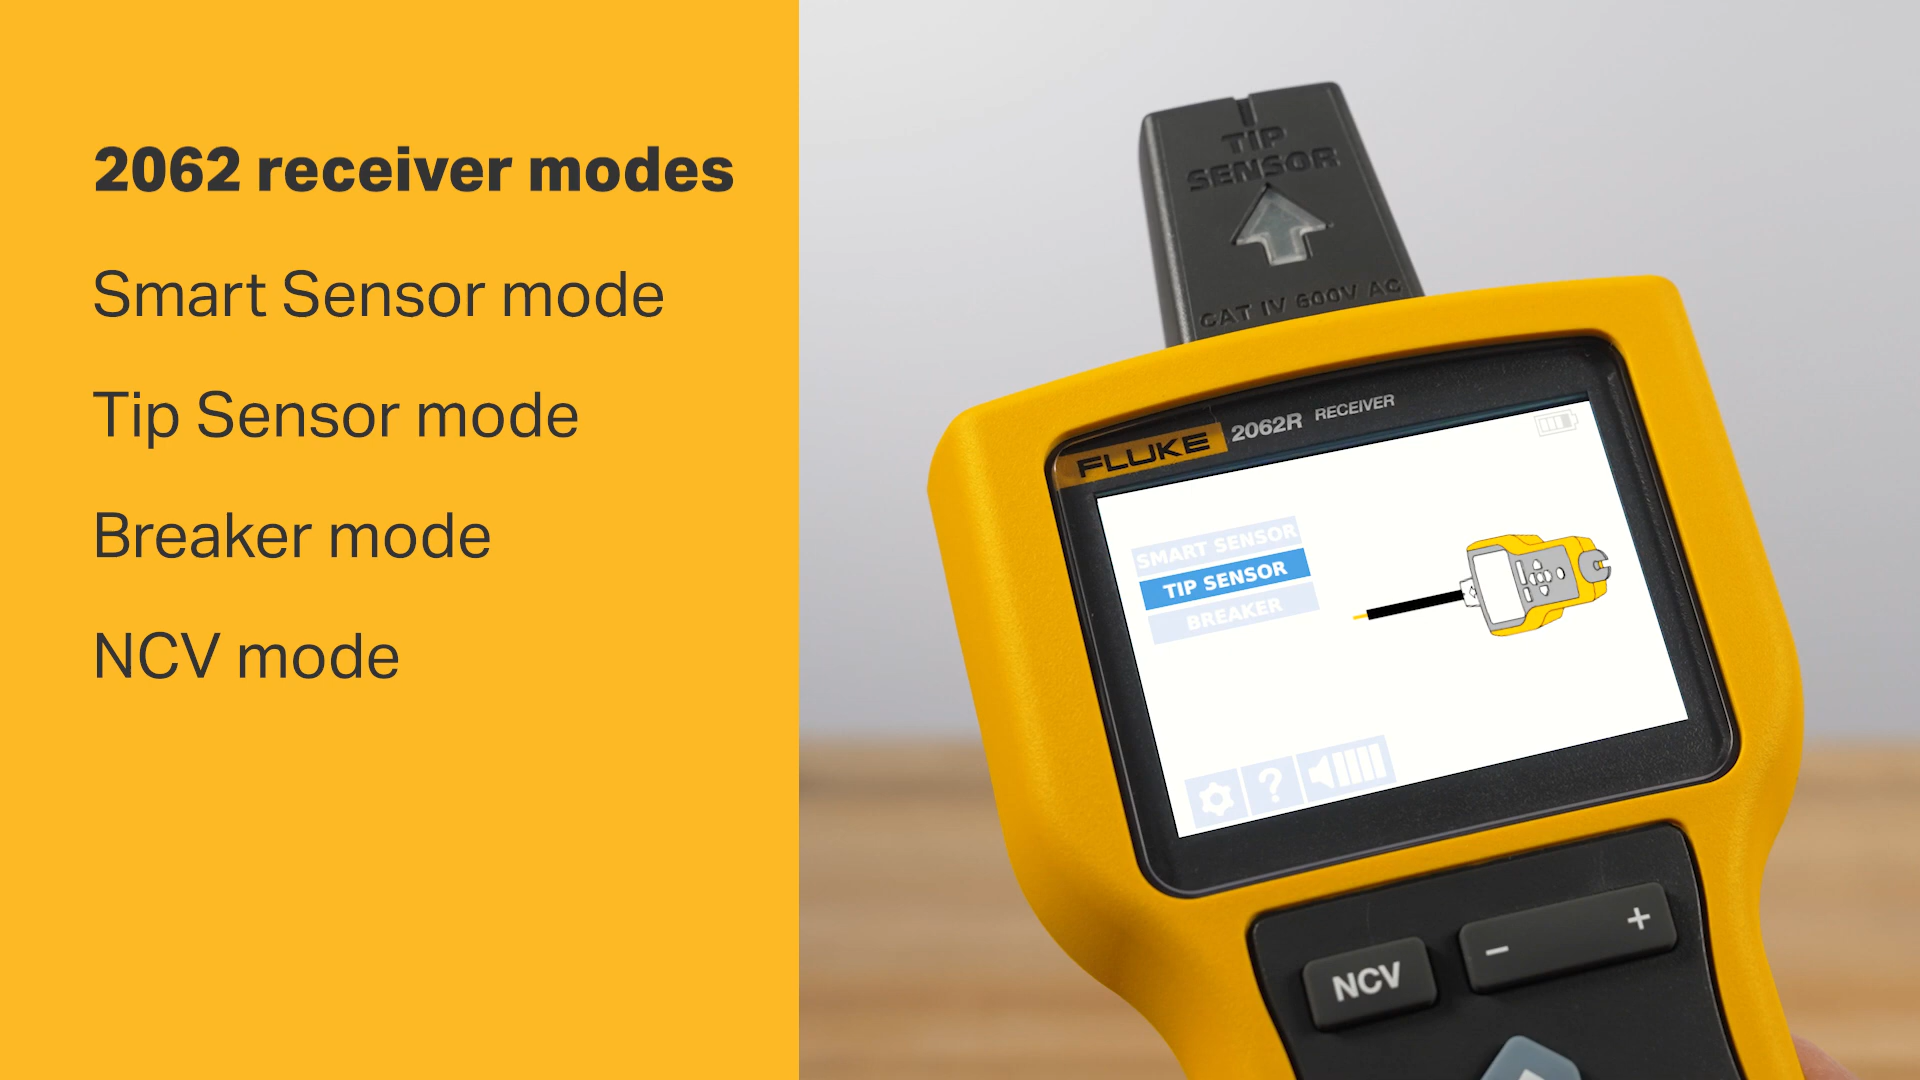 2062 receiver modes
Smart Sensor mode
Tip Sensor mode
Breaker mode
NCV mode
TIP
SENSOR
CAT IV 600V AC
FLUKE 2062R RECEIVER
SMART SENSOR
TIP SENSOR
BREAKER
?
NCV
- +